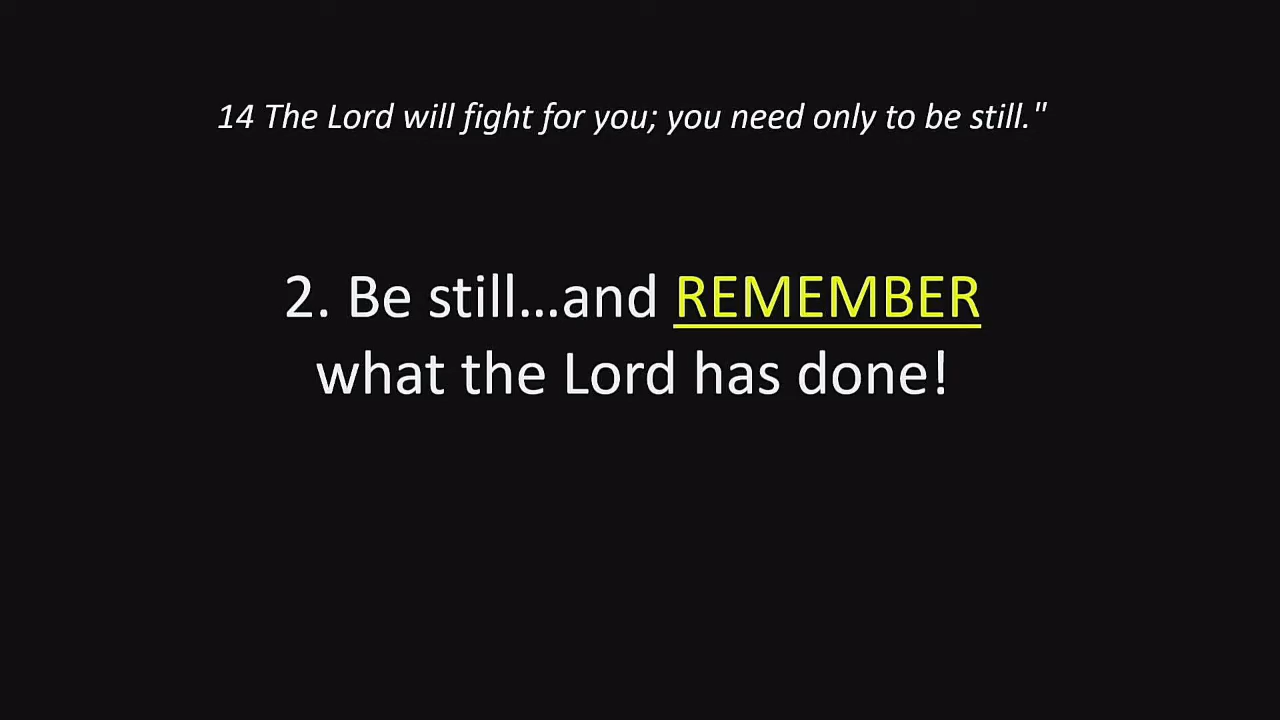 14 The Lord will fight for you; you need only to be still."
2. Be still…and REMEMBER
what the Lord has done!